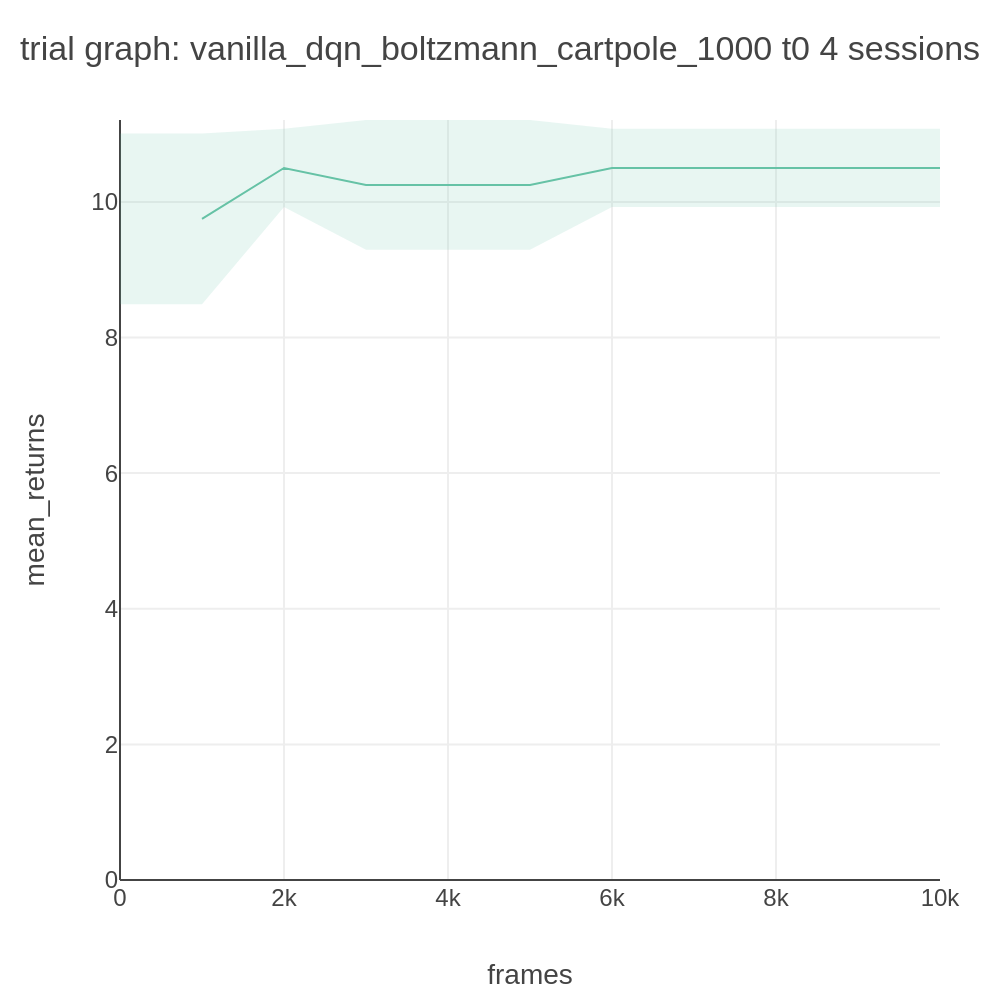 trial graph: vanilla_dqn_boltzmann_cartpole_1000 t0 4 sessions
10
8
6
4
2
0
mean_returns
0 2k 4k 6k 8k 10k
frames